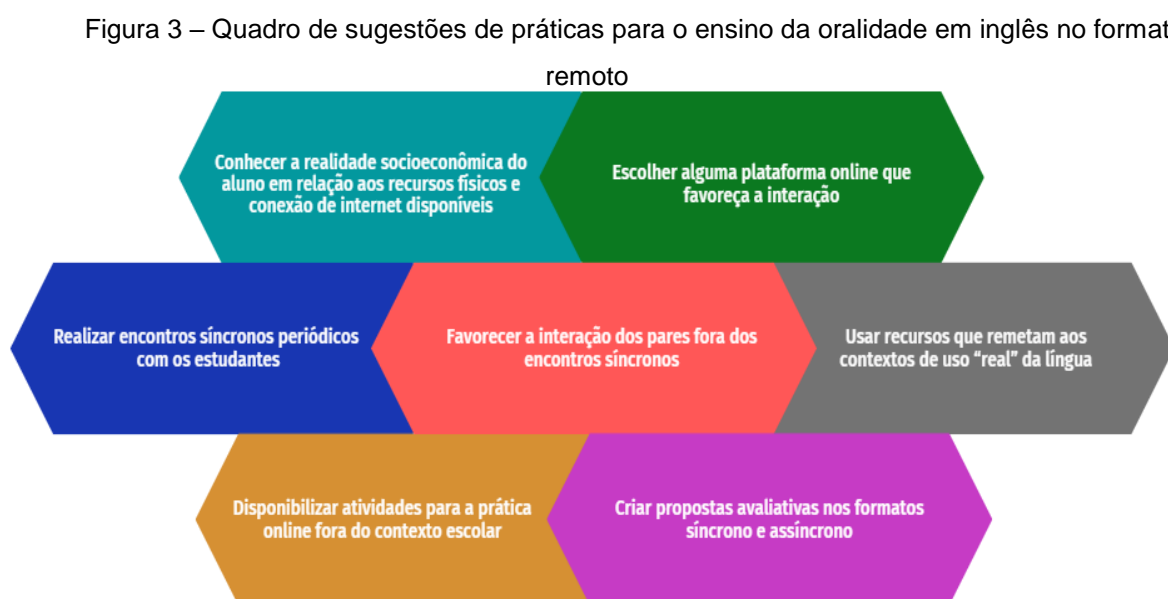 Figura 3 – Quadro de sugestões de práticas para o ensino da oralidade em inglês no format
remoto
Conhecer a realidade socioeconômica do
aluno em relação aos recursos físicos e
conexão de internet disponíveis
Escolher alguma plataforma online que
favoreça a interação
Realizar encontros síncronos periódicos
com os estudantes
Favorecer a interação dos pares fora dos
encontros síncronos
Usar recursos que remetam aos
contextos de uso “real” da língua
Disponibilizar atividades para a prática
online fora do contexto escolar
Criar propostas avaliativas nos formatos
síncrono e assíncrono